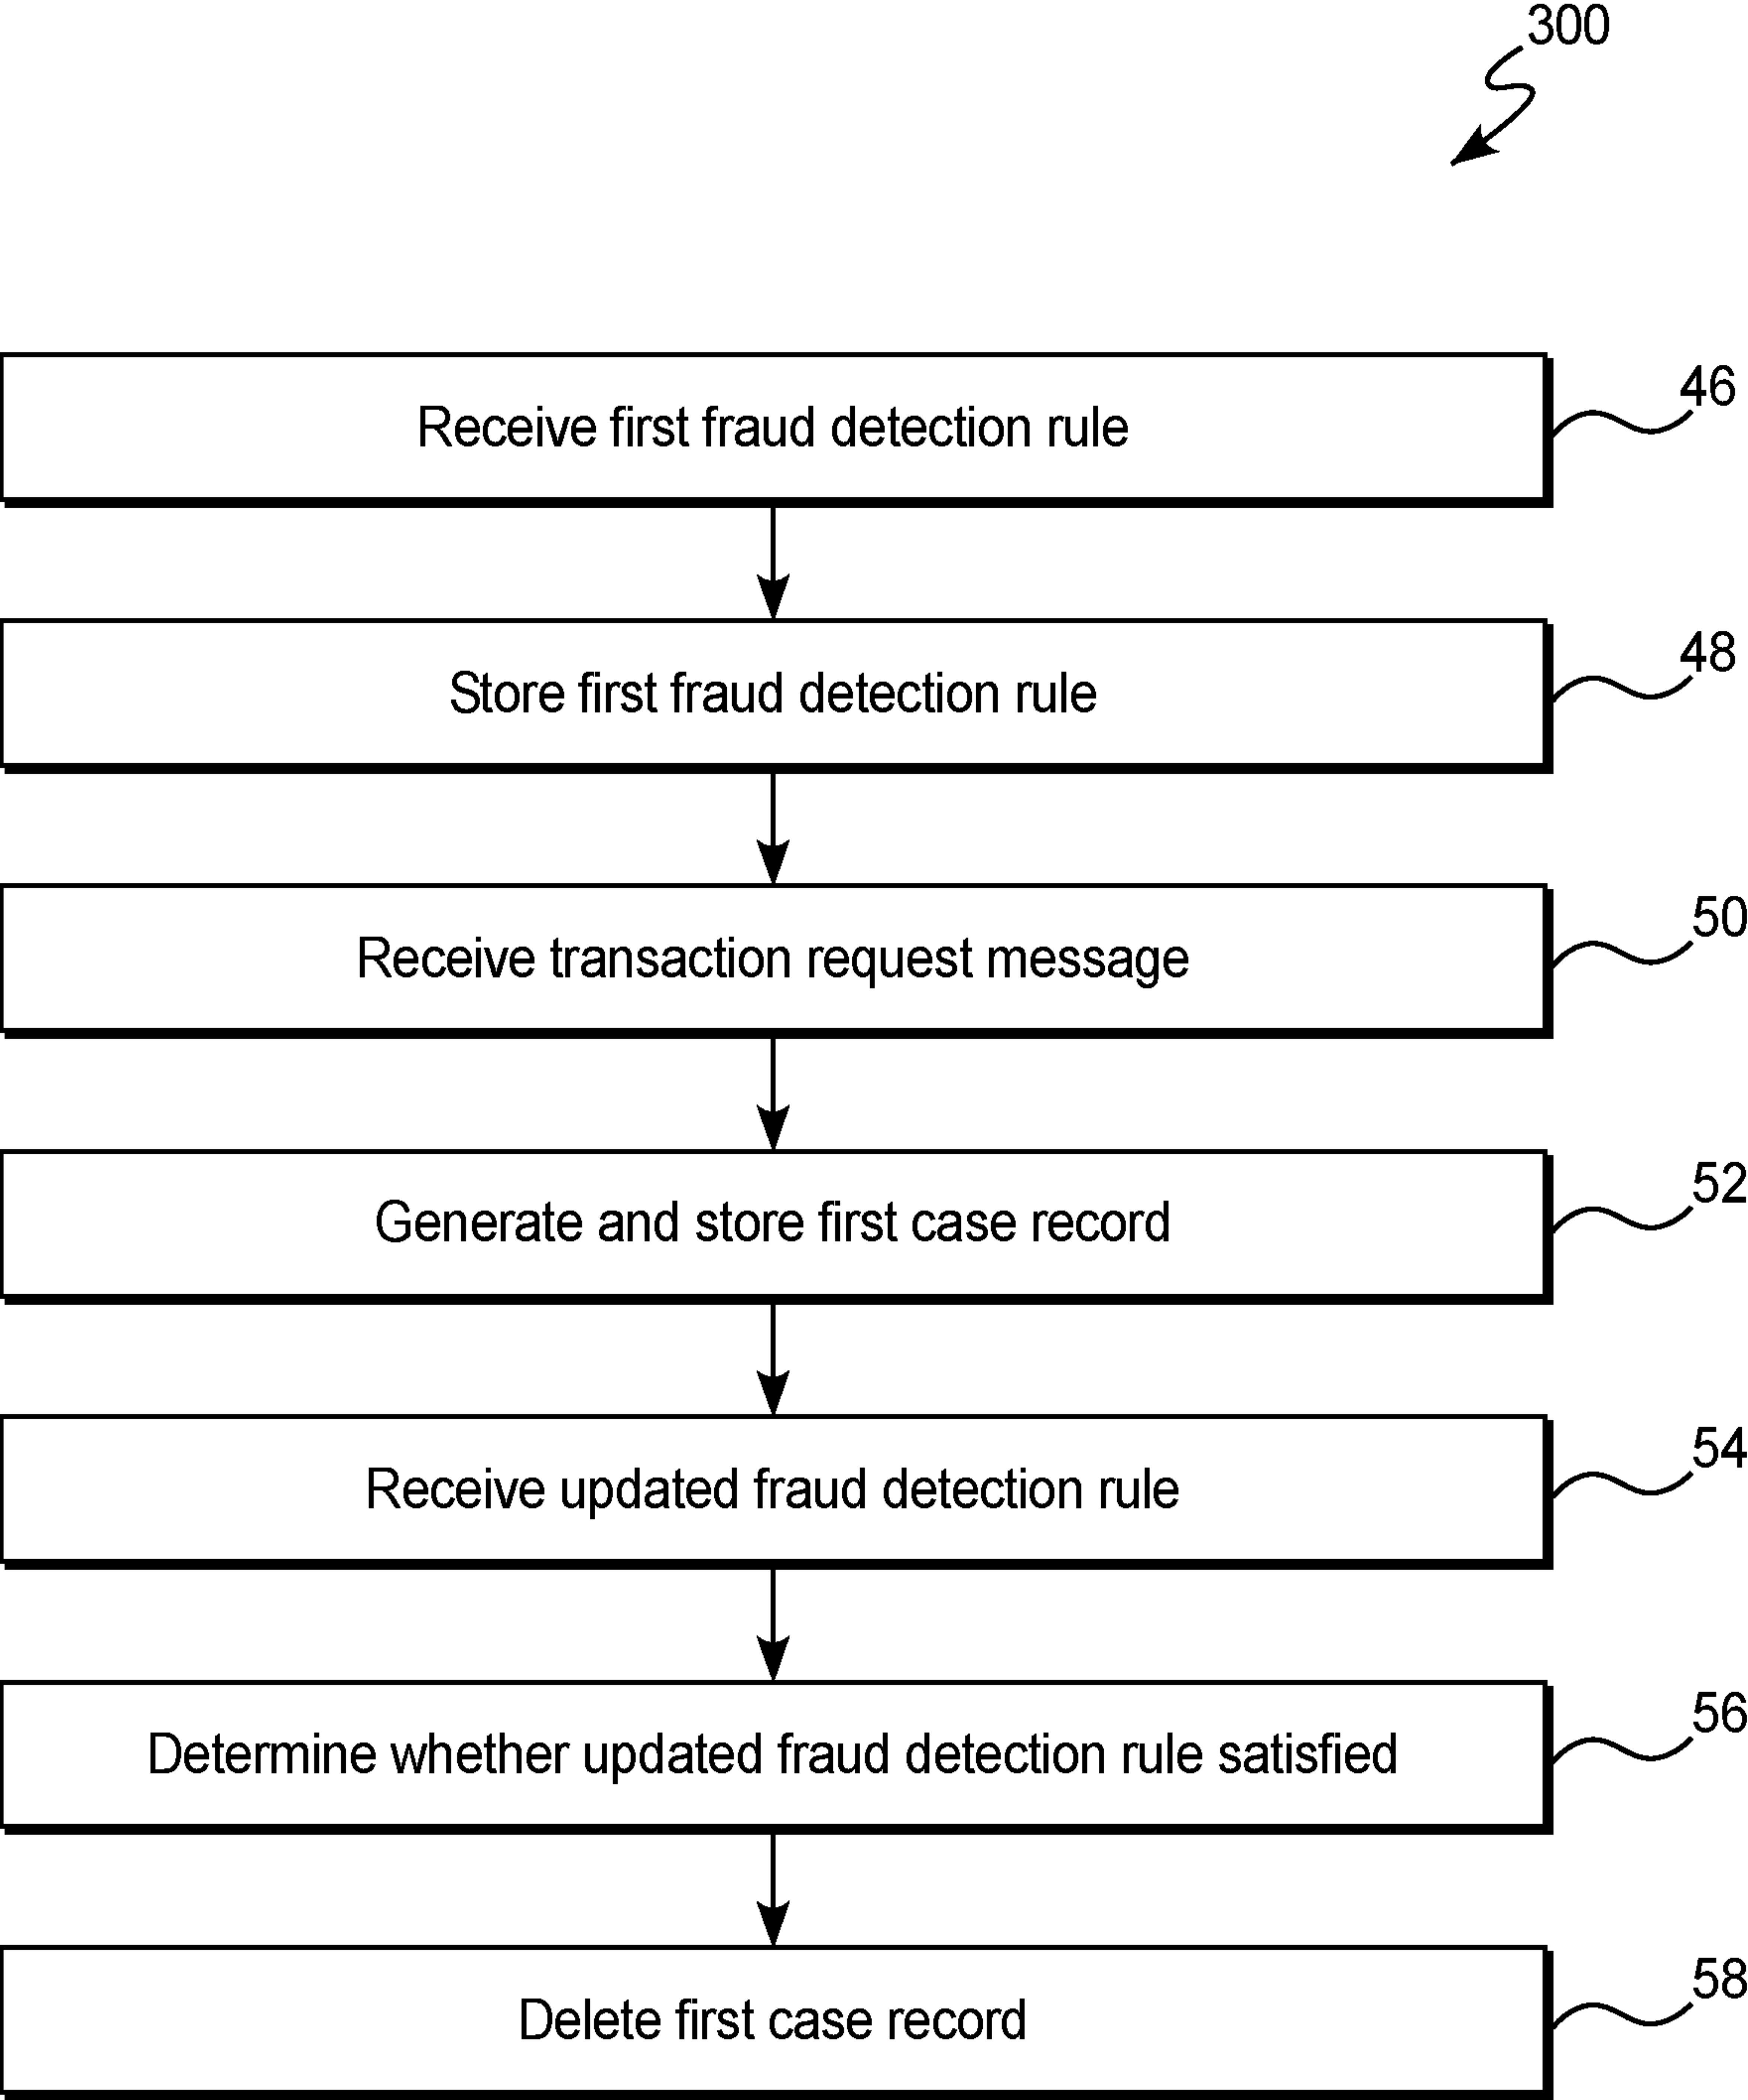 300
Receive first fraud detection rule
46
Store first fraud detection rule
48
Receive transaction request message
50
Generate and store first case record
52
Receive updated fraud detection rule
54
Determine whether updated fraud detection rule satisfied
56
Delete first case record
58